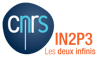 cnrs
IN2P3
Les deux infinis